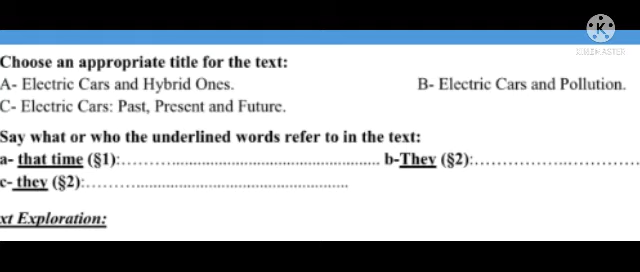 K
KINEMASTER
Choose an appropriate title for the text:
A- Electric Cars and Hybrid Ones. B- Electric Cars and Pollution.
C- Electric Cars: Past, Present and Future.
Say what or who the underlined words refer to in the text:
a- that time (§1):................................................................ b-They (§2):..................................
c- they (§2):................................................................
xt Exploration: